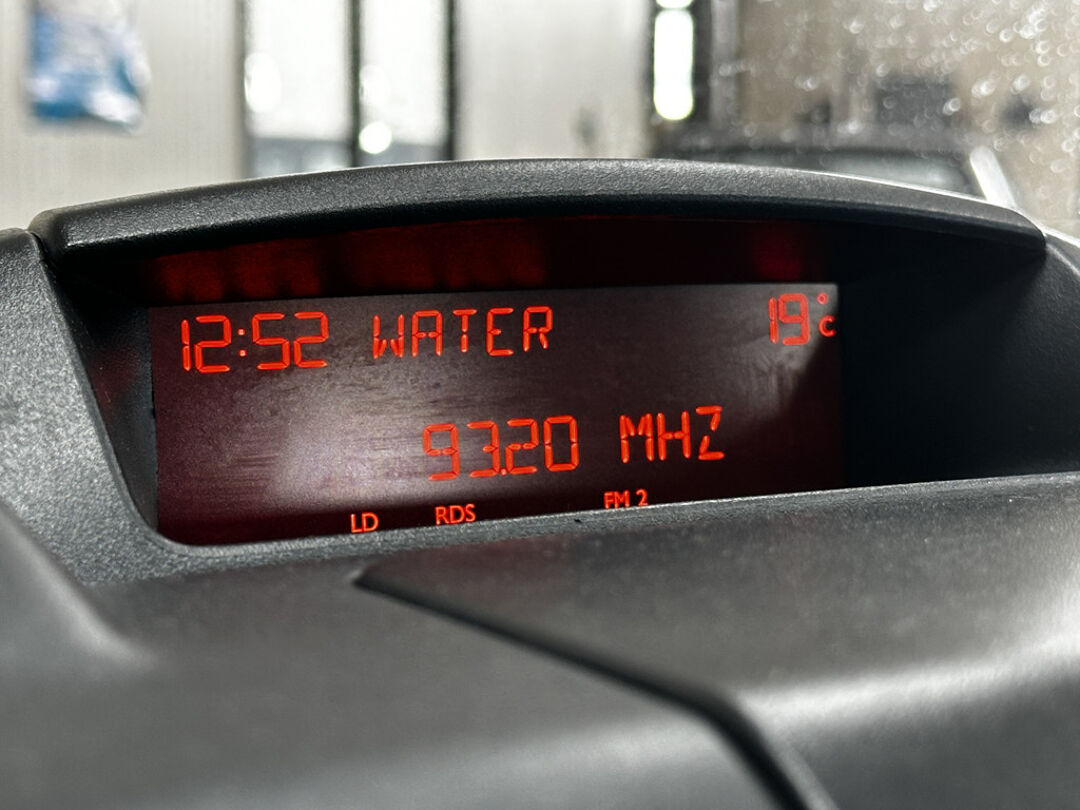 12:52 WATER 19°C
93.20 MHZ
LD RDS FM 2